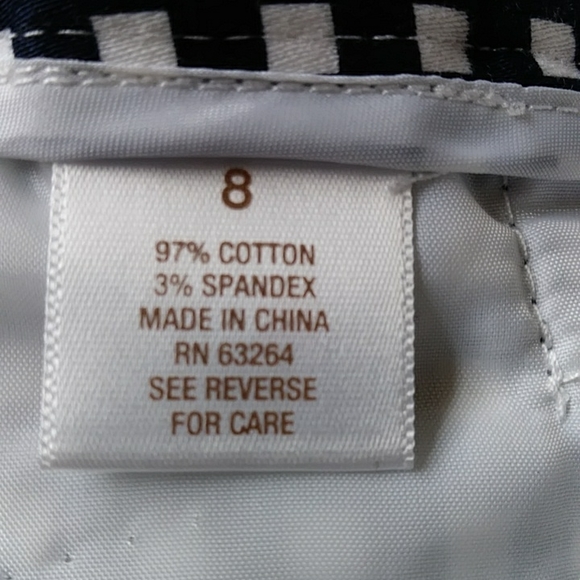 8
97% COTTON
3% SPANDEX
MADE IN CHINA
RN 63264
SEE REVERSE
FOR CARE